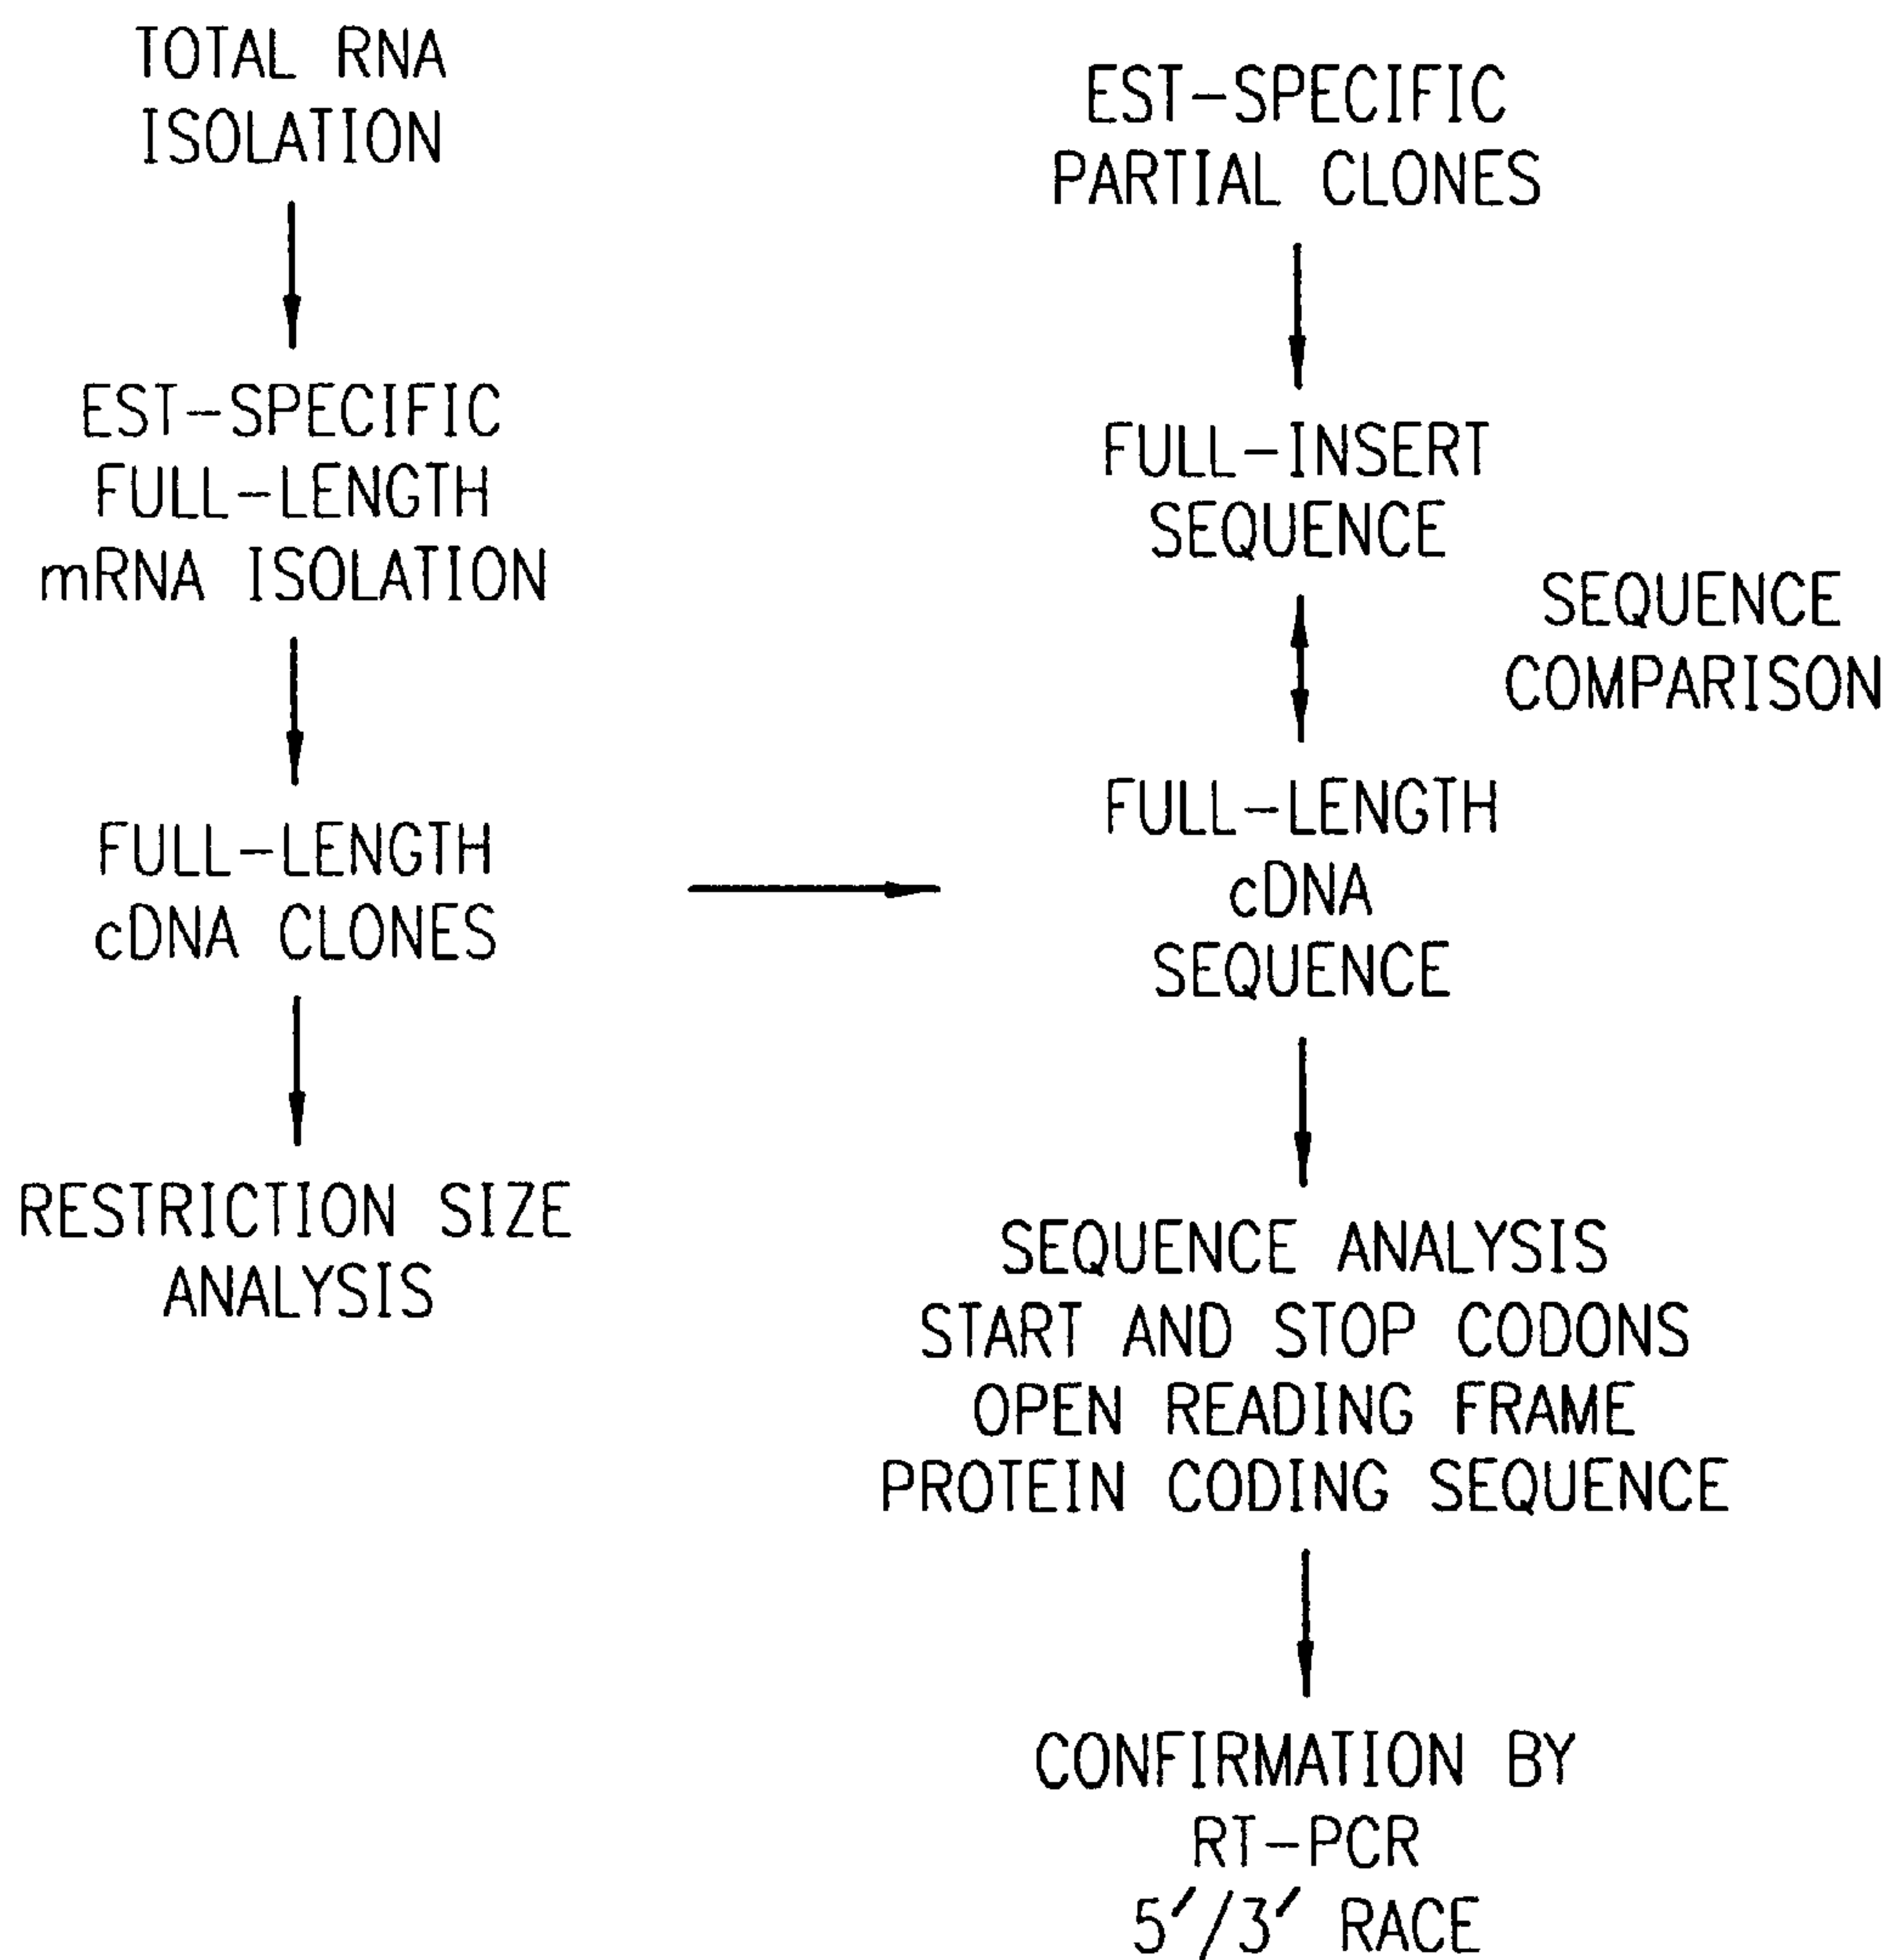 TOTAL RNA
ISOLATION
EST-SPECIFIC
FULL-LENGTH
mRNA ISOLATION
FULL-LENGTH
cDNA CLONES
RESTRICTION SIZE
ANALYSIS
EST-SPECIFIC
PARTIAL CLONES
FULL-INSERT
SEQUENCE
SEQUENCE
COMPARISON
FULL-LENGTH
cDNA
SEQUENCE
SEQUENCE ANALYSIS
START AND STOP CODONS
OPEN READING FRAME
PROTEIN CODING SEQUENCE
CONFIRMATION BY
RT-PCR
5'/3' RACE